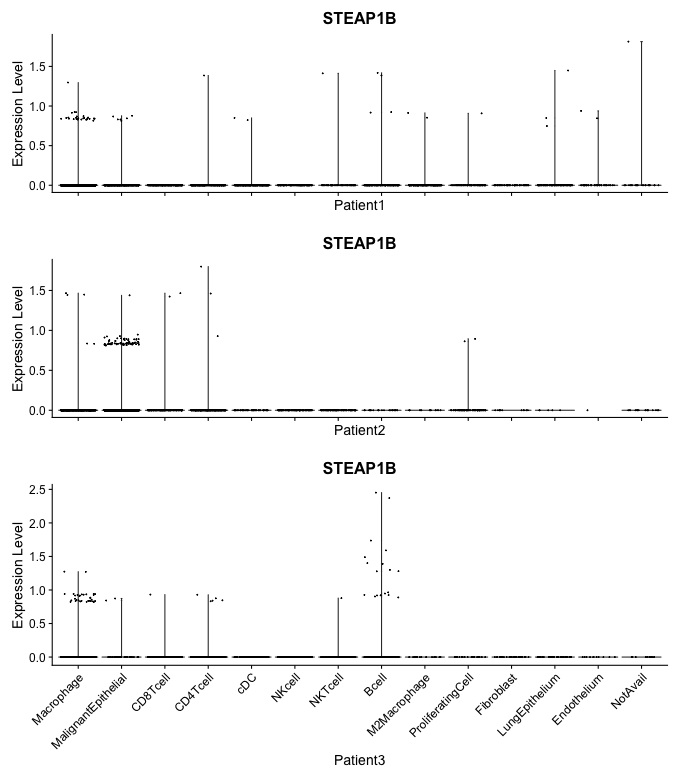 STEAP1B
Expression Level
1.5
1.0
0.5
0.0
Patient1
STEAP1B
Expression Level
1.5
1.0
0.5
0.0
Patient2
STEAP1B
Expression Level
2.5
2.0
1.5
1.0
0.5
0.0
Macrophage
MalignantEpithelial
CD8Tcell
CD4Tcell
cDC
NKcell
NKTcell
Bcell
M2Macrophage
ProliferatingCell
Fibroblast
LungEpithelium
Endothelium
NotAvail
Patient3